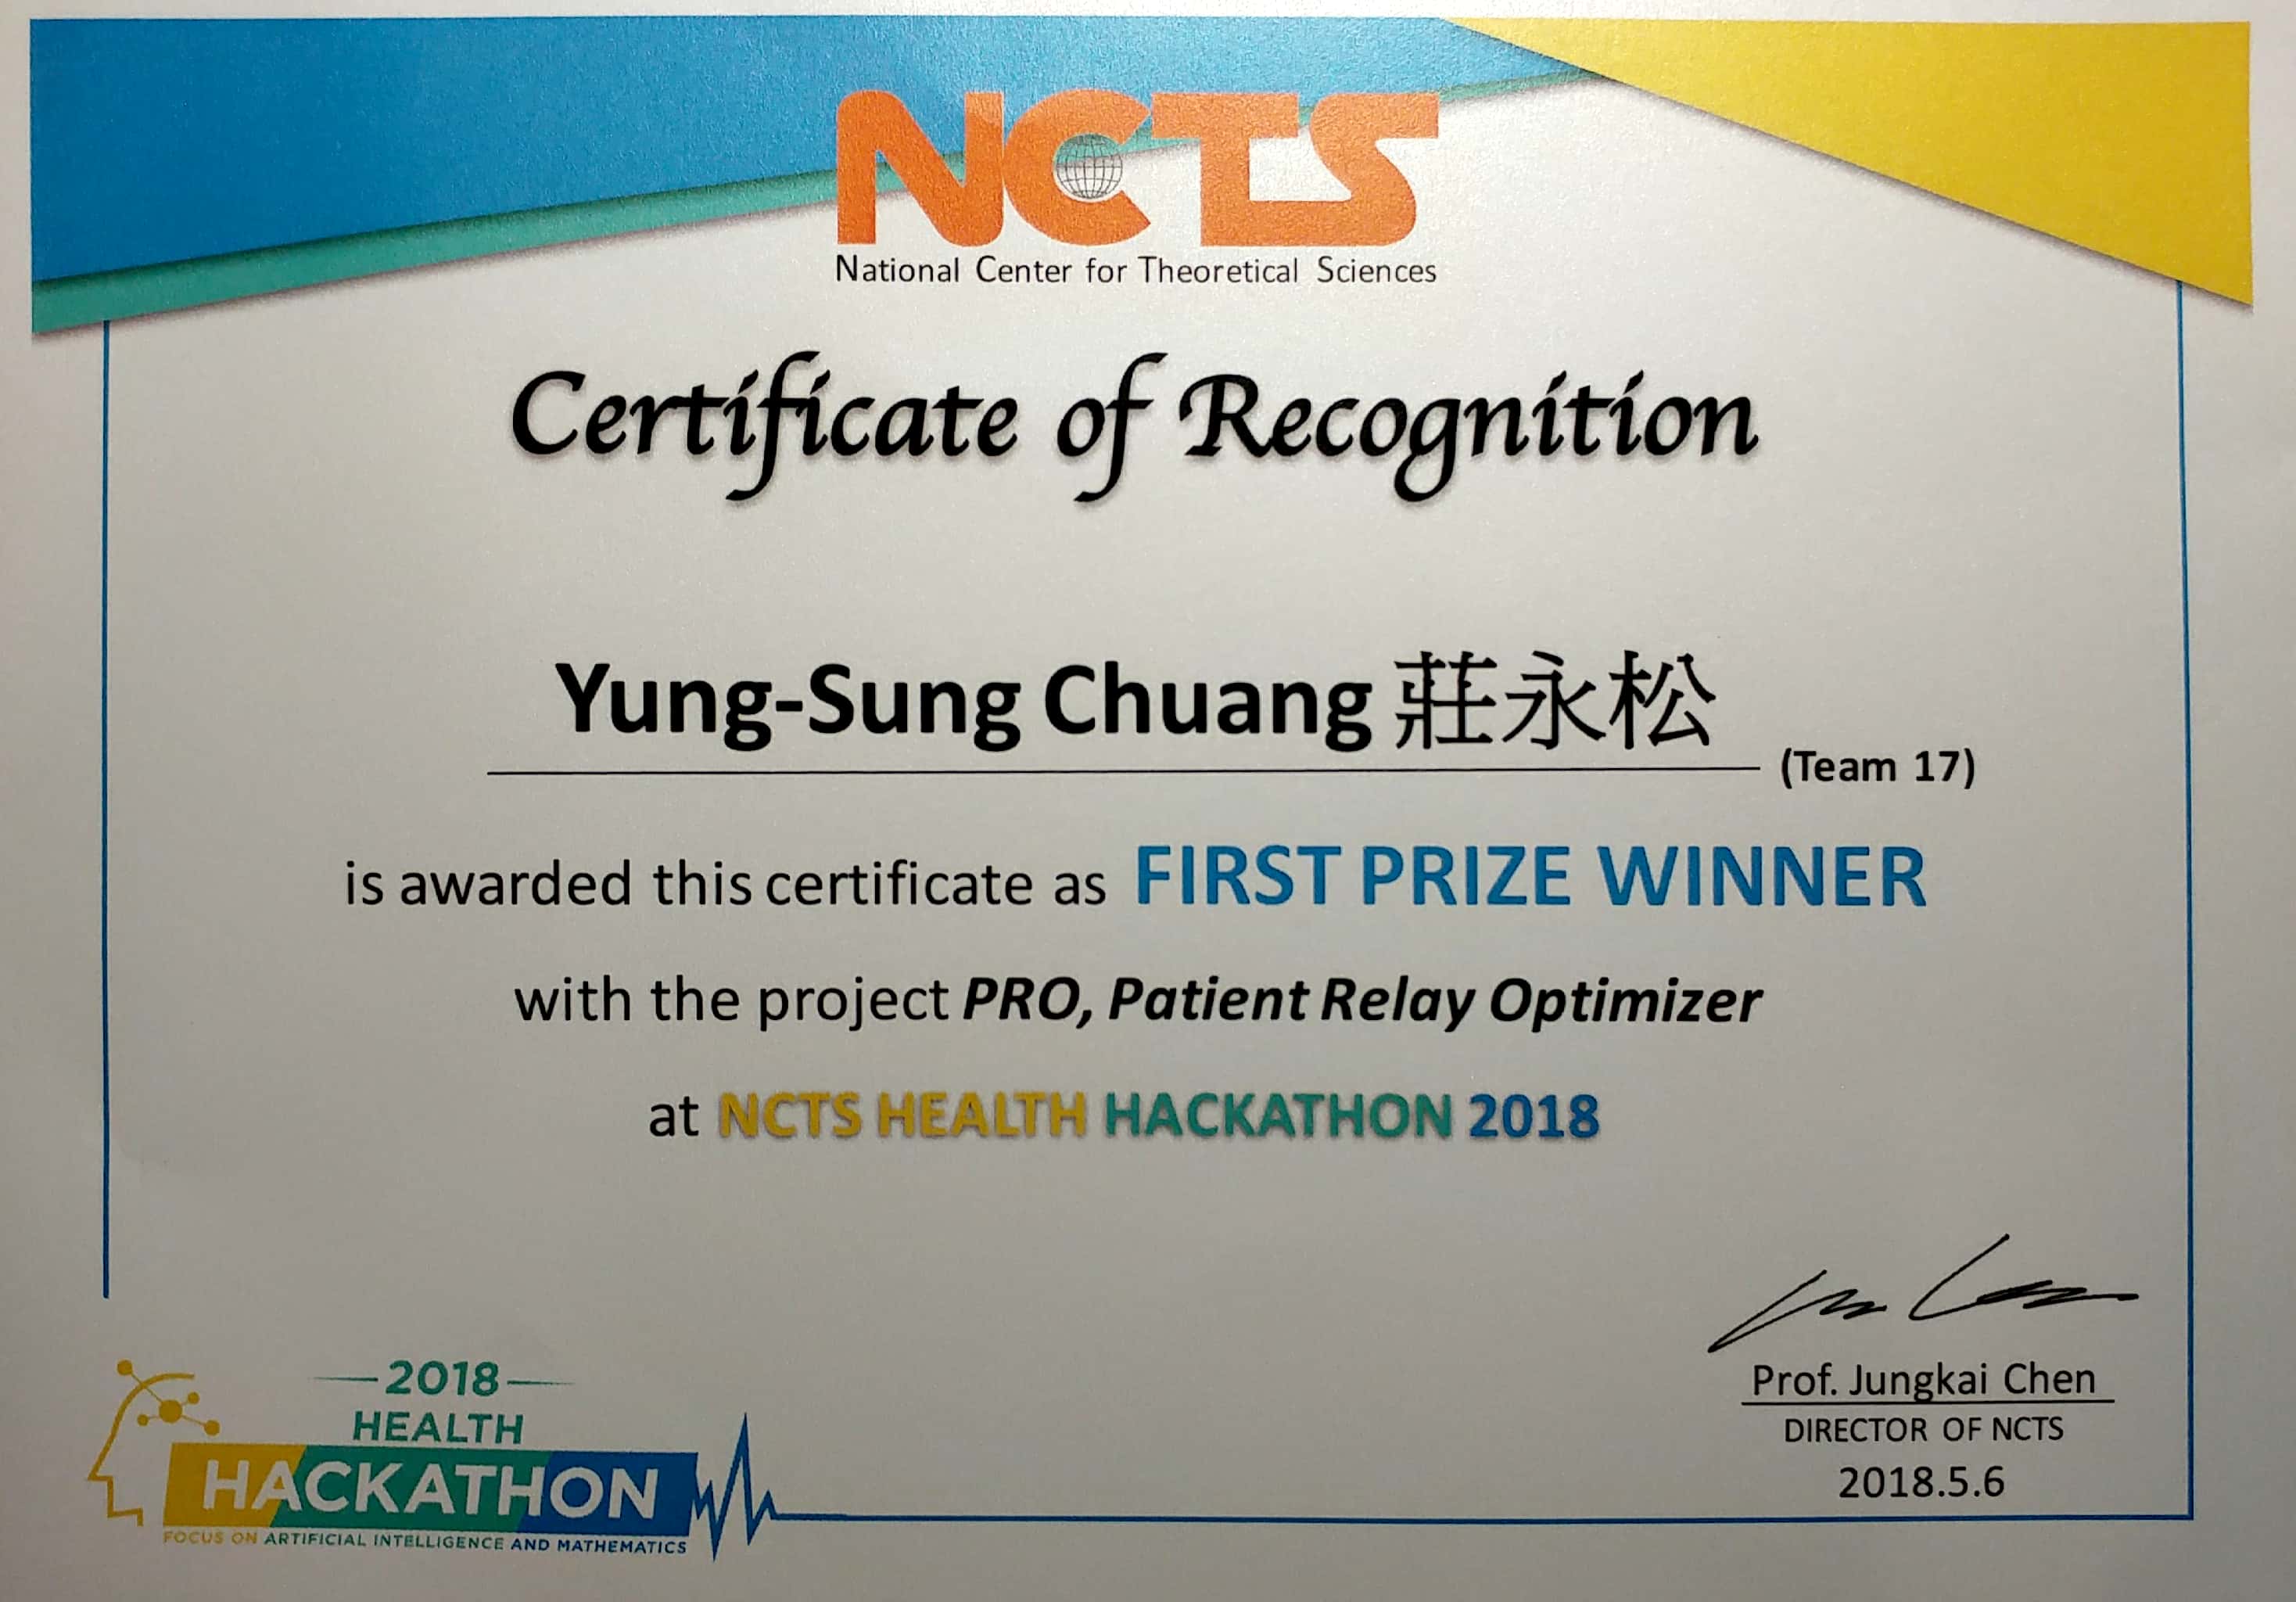 NCTS
National Center for Theoretical Sciences
Certificate of Recognition
Yung-Sung Chuang 莊永松
(Team 17)
is awarded this certificate as FIRST PRIZE WINNER
with the project PRO, Patient Relay Optimizer
at NCTS HEALTH HACKATHON 2018
2018
HEALTH
HACKATHON
FOCUS ON ARTIFICIAL INTELLIGENCE AND MATHEMATICS
Prof. Jungkai Chen
DIRECTOR OF NCTS
2018.5.6